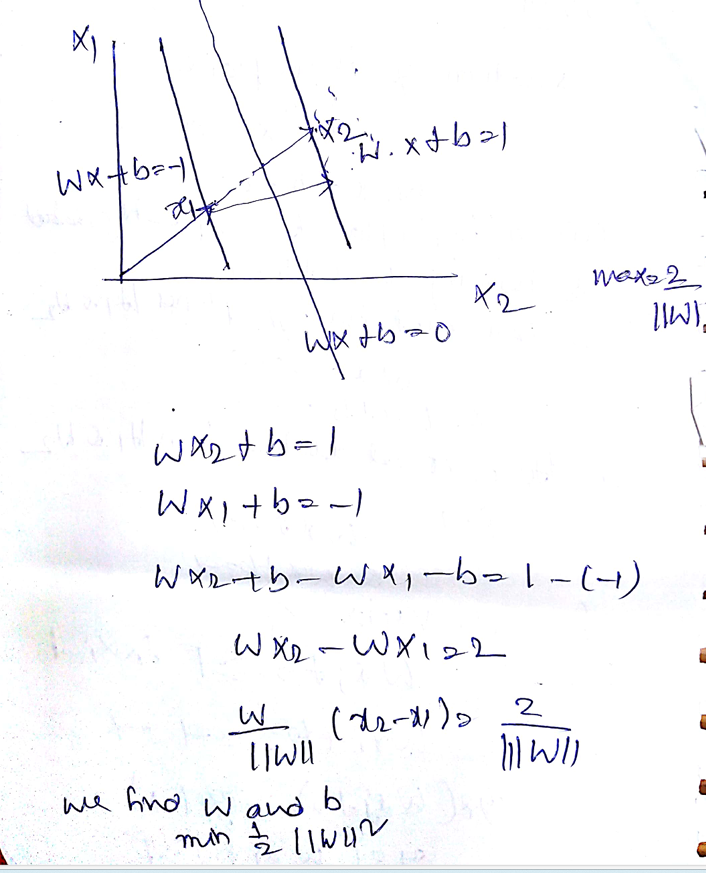 X1
x2
W.x+b=1
Wx+b=-1
x1
X2
max=2/||W||
Wx+b=0
WX2+b=1
WX1+b=-1
WX2+b-WX1-b=1-(-1)
WX2-WX1=2
W/||W|| (x2-x1)=2/||W||
we find w and b
min 1/2 ||W||²